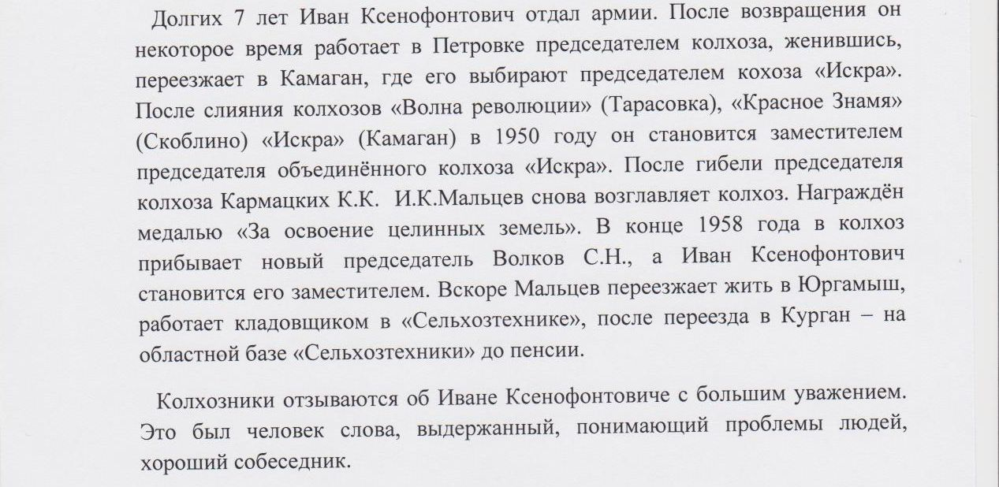 Долгих 7 лет Иван Ксенофонтович отдал армии. После возвращения он
некоторое время работает в Петровке председателем колхоза, женившись,
переезжает в Камаган, где его выбирают председателем кохоза «Искра».
После слияния колхозов «Волна революции» (Тарасовка), «Красное Знамя»
(Скоблино) «Искра» (Камаган) в 1950 году он становится заместителем
председателя объединённого колхоза «Искра». После гибели председателя
колхоза Кармацких К.К. И.К.Мальцев снова возглавляет колхоз. Награждён
медалью «За освоение целинных земель». В конце 1958 года в колхоз
прибывает новый председатель Волков С.Н., а Иван Ксенофонтович
становится его заместителем. Вскоре Мальцев переезжает жить в Юргамыш,
работает кладовщиком в «Сельхозтехнике», после переезда в Курган – на
областной базе «Сельхозтехники» до пенсии.
Колхозники отзываются об Иване Ксенофонтовиче с большим уважением.
Это был человек слова, выдержанный, понимающий проблемы людей,
хороший собеседник.